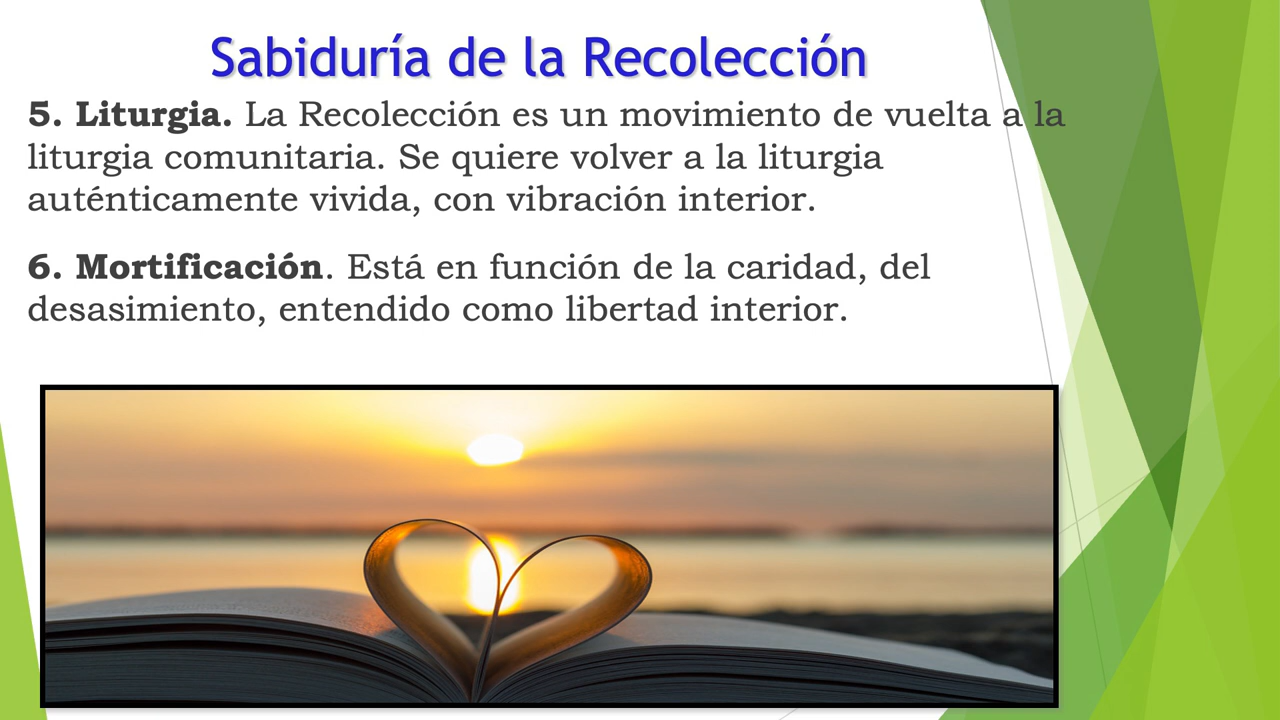 Sabiduría de la Recolección
5. Liturgia. La Recolección es un movimiento de vuelta a la
liturgia comunitaria. Se quiere volver a la liturgia
auténticamente vivida, con vibración interior.
6. Mortificación. Está en función de la caridad, del
desasimiento, entendido como libertad interior.